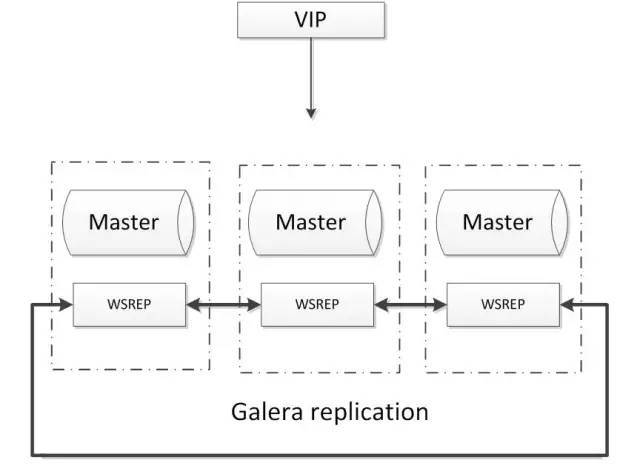 VIP
Master
Master
Master
WSREP
WSREP
WSREP
Galera replication